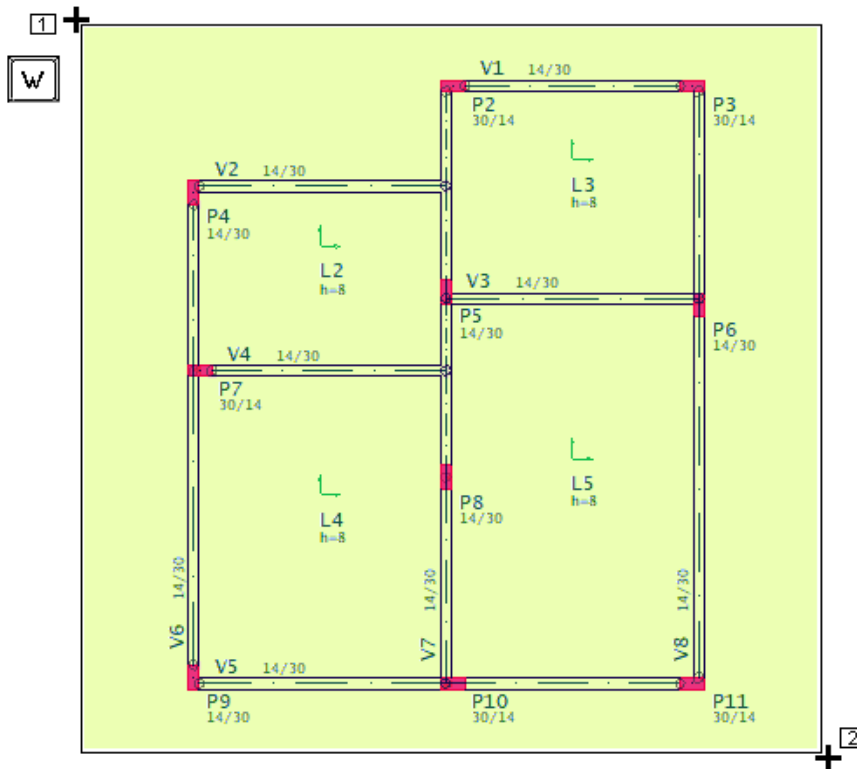 1
W
V1 14/30
P2
30/14
P3
30/14
L3
h=8
V2 14/30
P4
14/30
L2
h=8
V3 14/30
P5
14/30
P6
14/30
V4 14/30
P7
30/14
L4
h=8
P8
14/30
L5
h=8
V6 14/30
V7 14/30
V8 14/30
V5 14/30
P9
14/30
P10
30/14
P11
30/14
2